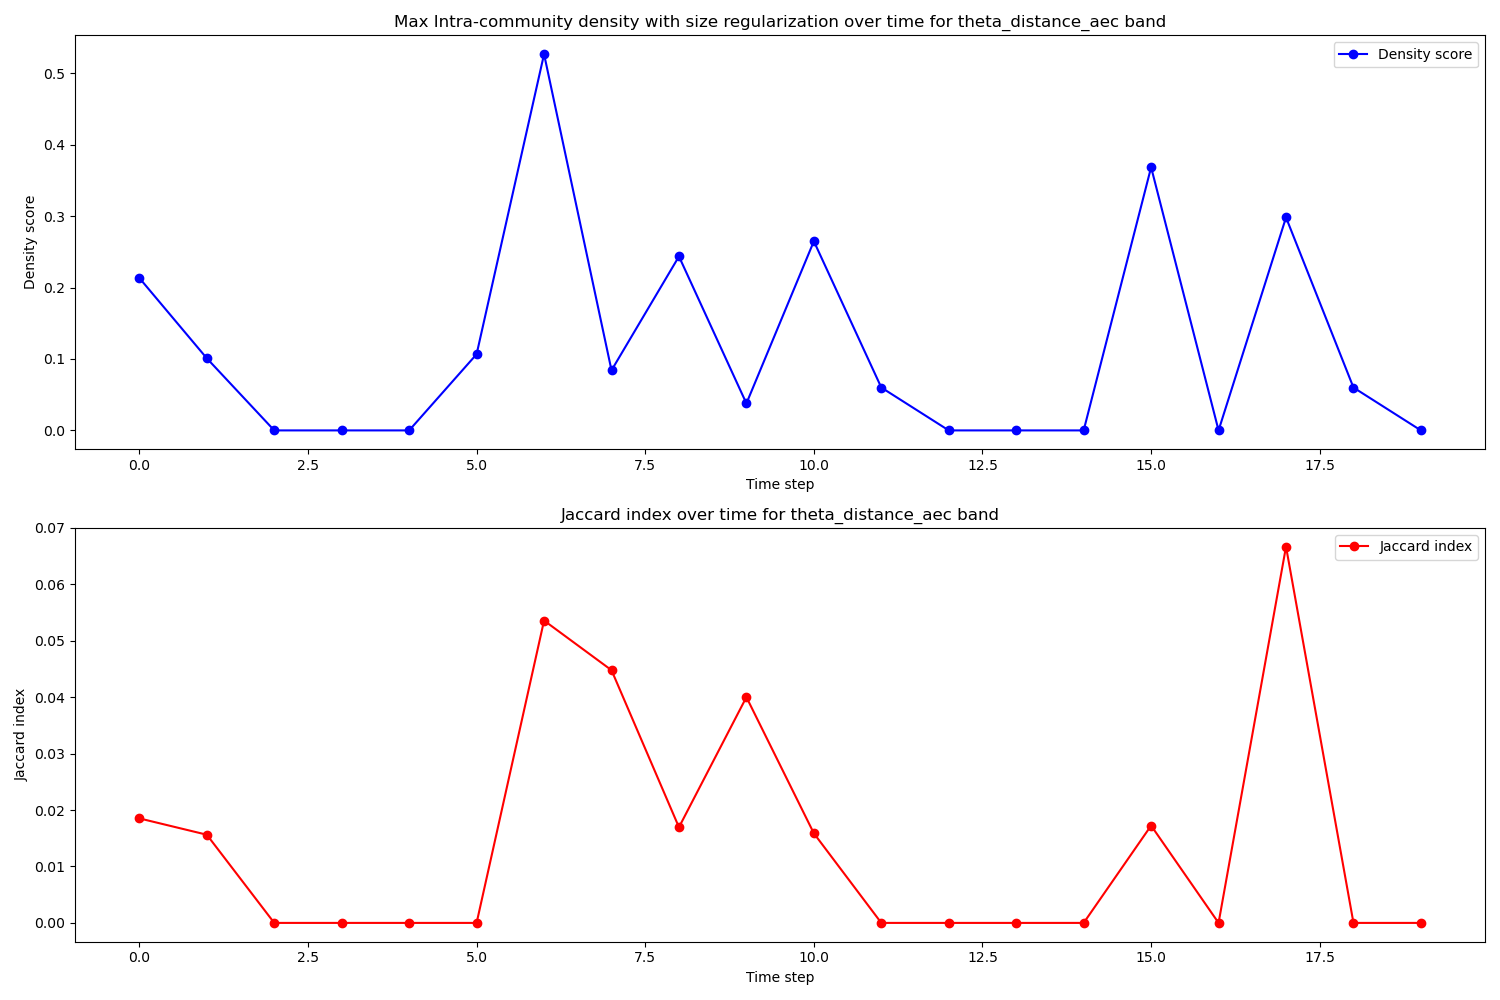 Max Intra-community density with size regularization over time for theta_distance_aec band
Density score
0.5
0.4
0.3
0.2
0.1
0.0
Density score
0.0 2.5 5.0 7.5 10.0 12.5 15.0 17.5
Time step
Jaccard index over time for theta_distance_aec band
Jaccard index
0.07
0.06
0.05
0.04
0.03
0.02
0.01
0.00
Jaccard index
0.0 2.5 5.0 7.5 10.0 12.5 15.0 17.5
Time step